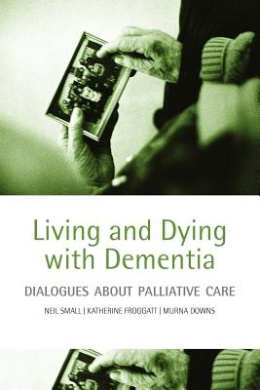 Living and Dying
with Dementia
DIALOGUES ABOUT PALLIATIVE CARE
NEIL SMALL | KATHERINE FROGGATT | MURNA DOWNS